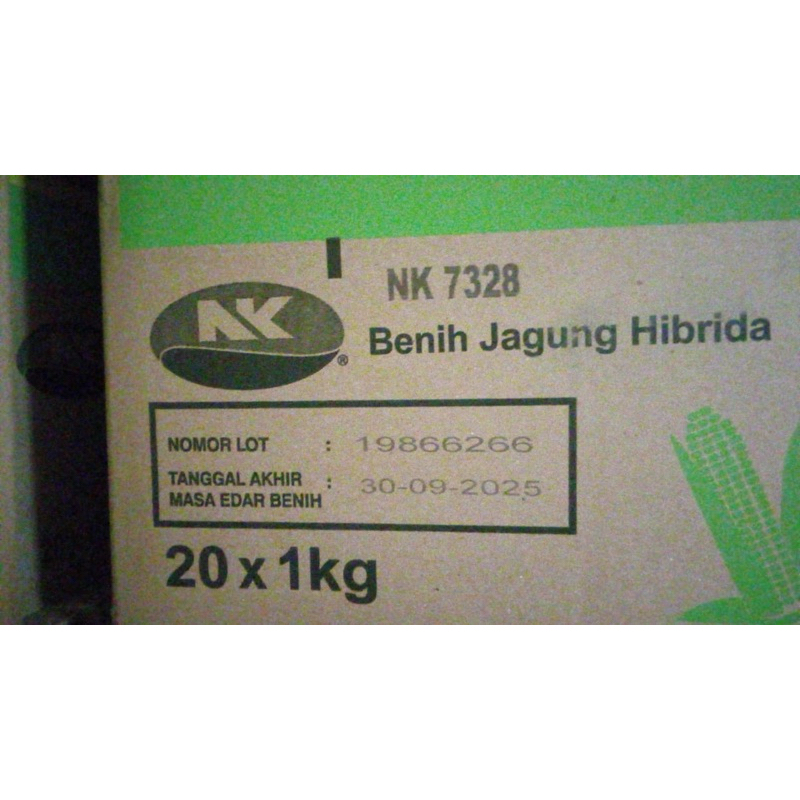 NK 7328
NK ®
Benih Jagung Hibrida
NOMOR LOT : 19866266
TANGGAL AKHIR : 30-09-2025
MASA EDAR BENIH
20 x 1kg